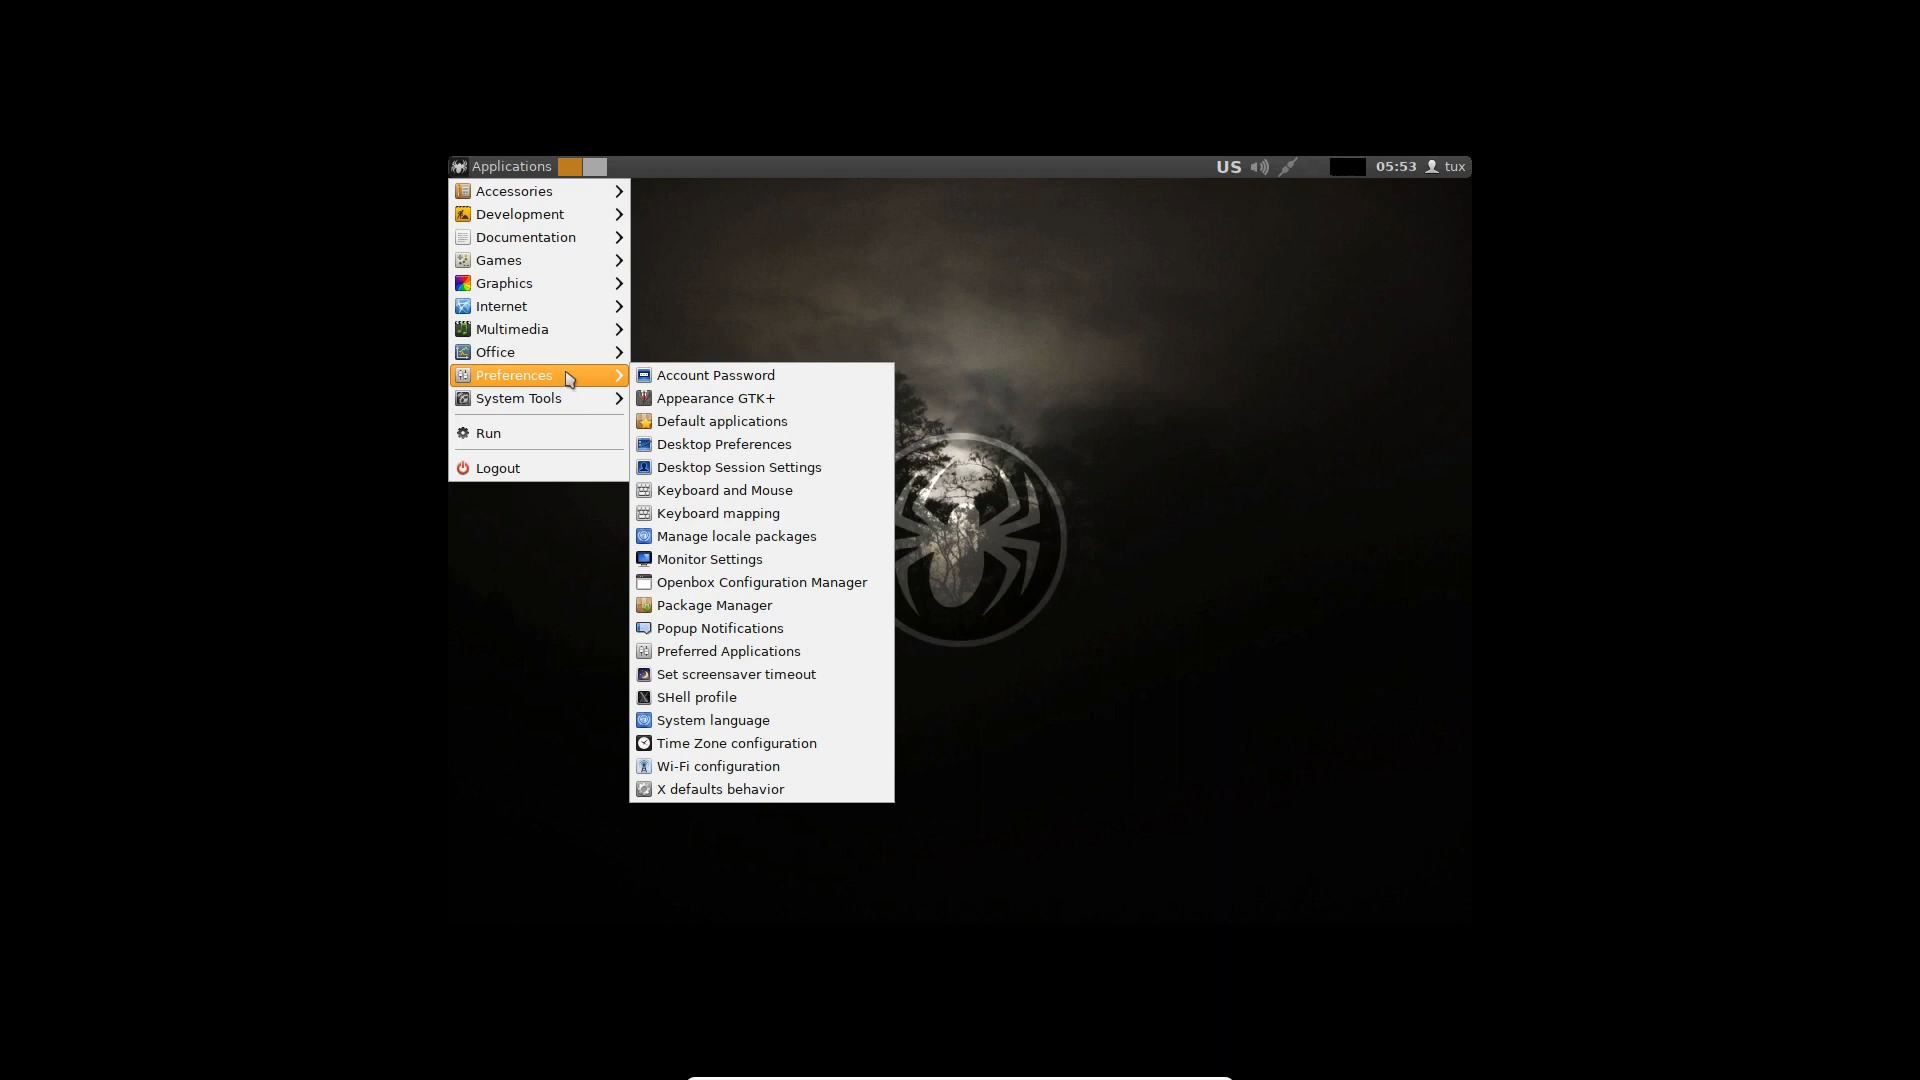 Applications
US
05:53
tux
Accessories
Development
Documentation
Games
Graphics
Internet
Multimedia
Office
Preferences
System Tools
Run
Logout
Account Password
Appearance GTK+
Default applications
Desktop Preferences
Desktop Session Settings
Keyboard and Mouse
Keyboard mapping
Manage locale packages
Monitor Settings
Openbox Configuration Manager
Package Manager
Popup Notifications
Preferred Applications
Set screensaver timeout
SHell profile
System language
Time Zone configuration
Wi-Fi configuration
X defaults behavior